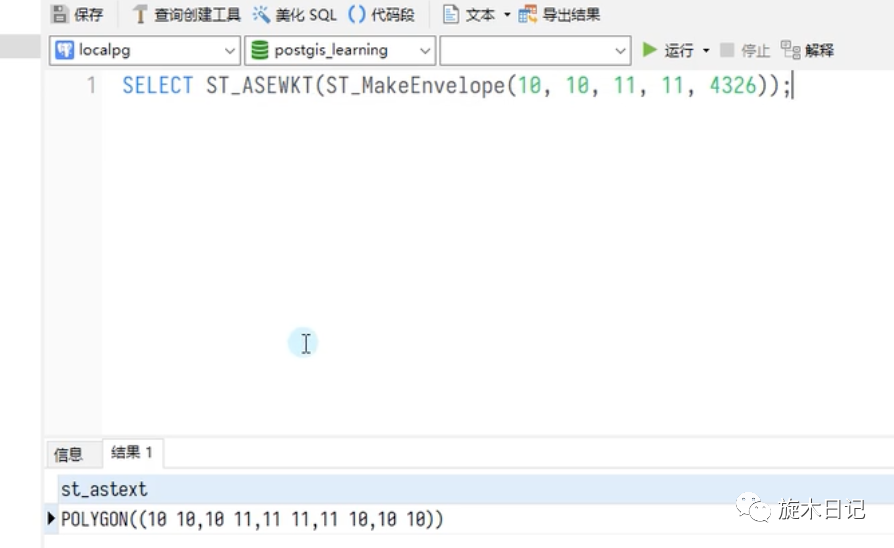 保存 查询创建工具 美化 SQL () 代码段 文本 导出结果
localpg postgis_learning 运行 停止 解释
1 SELECT ST_ASEWKT(ST_MakeEnvelope(10, 10, 11, 11, 4326));
信息 结果 1
st_astext
POLYGON((10 10,10 11,11 11,11 10,10 10))
旋木日记